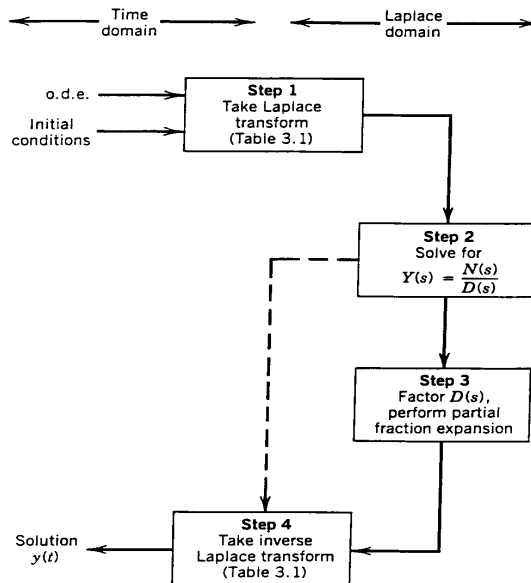 Time
domain
Laplace
domain
o.d.e.
Initial
conditions
Step 1
Take Laplace
transform
(Table 3.1)
Step 2
Solve for
Y(s) = N(s)/D(s)
Step 3
Factor D(s),
perform partial
fraction expansion
Step 4
Take inverse
Laplace transform
(Table 3.1)
Solution
y(t)